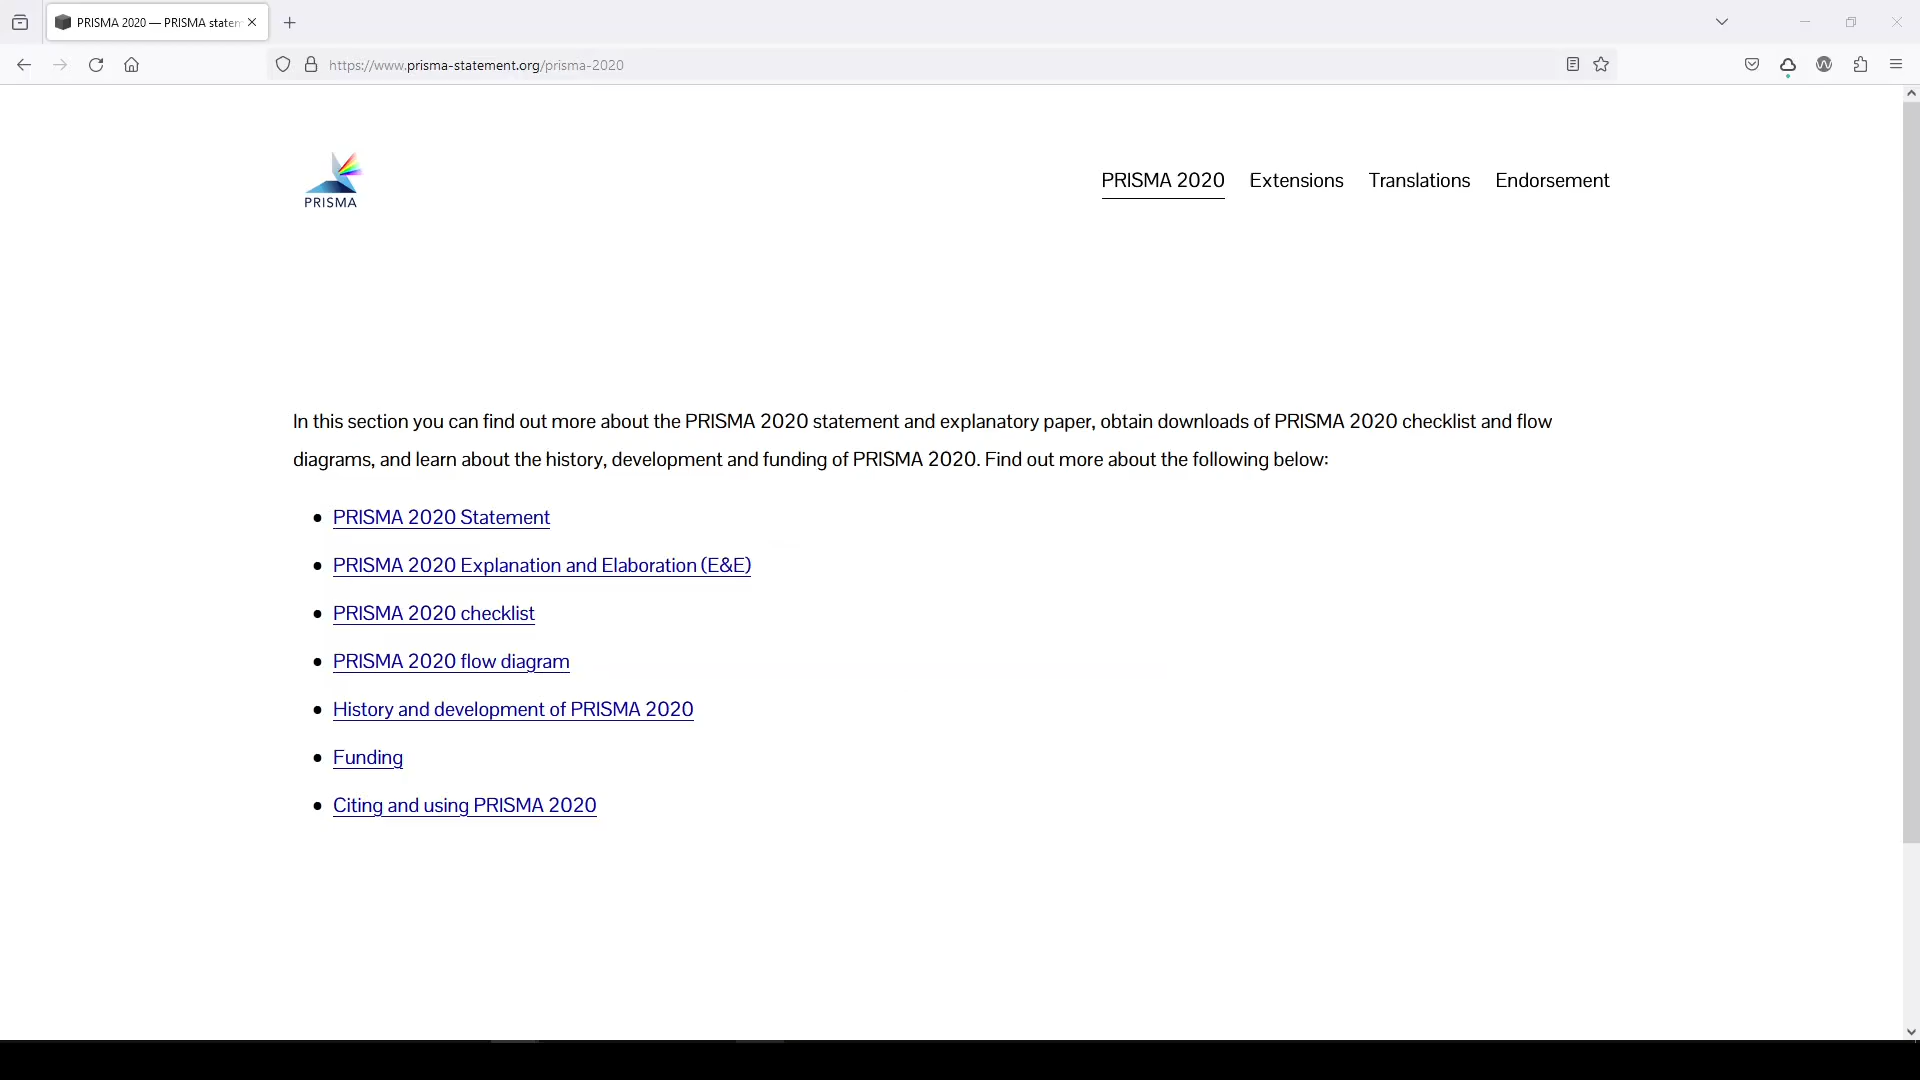 PRISMA 2020 — PRISMA statem
https://www.prisma-statement.org/prisma-2020
PRISMA
PRISMA 2020 Extensions Translations Endorsement
In this section you can find out more about the PRISMA 2020 statement and explanatory paper, obtain downloads of PRISMA 2020 checklist and flow
diagrams, and learn about the history, development and funding of PRISMA 2020. Find out more about the following below:
PRISMA 2020 Statement
PRISMA 2020 Explanation and Elaboration (E&E)
PRISMA 2020 checklist
PRISMA 2020 flow diagram
History and development of PRISMA 2020
Funding
Citing and using PRISMA 2020